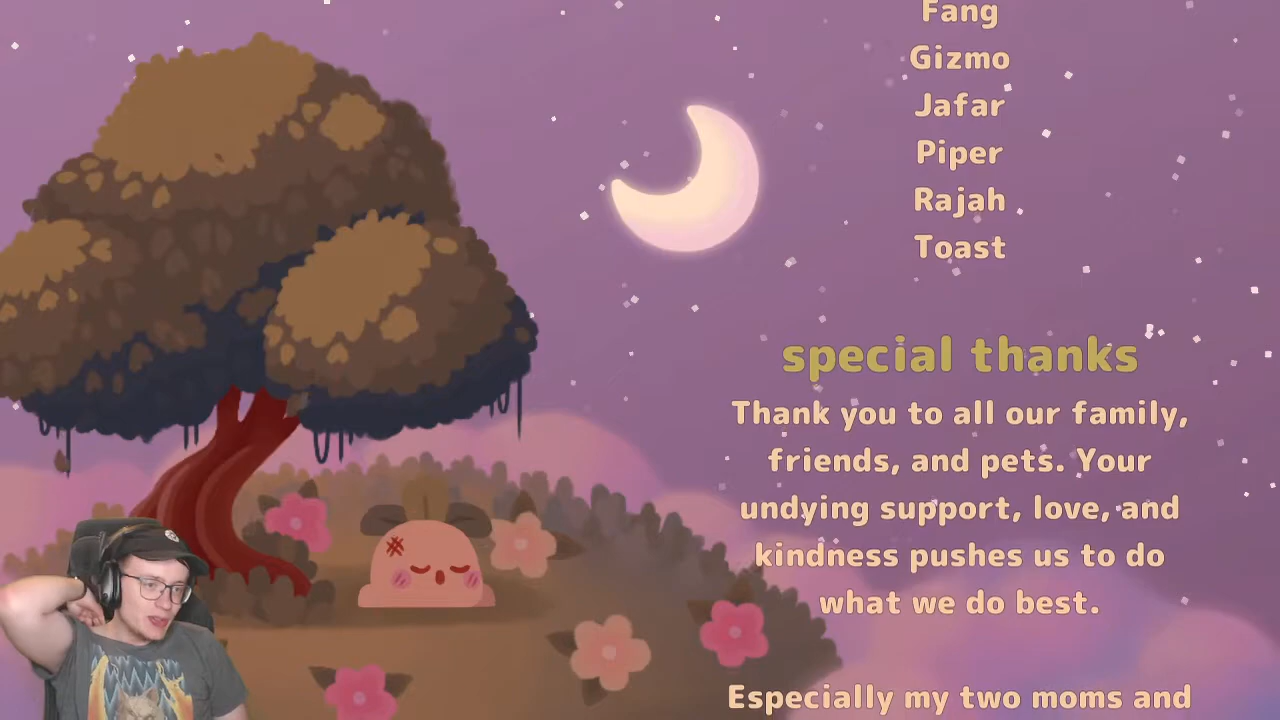 Fang
Gizmo
Jafar
Piper
Rajah
Toast
special thanks
Thank you to all our family,
friends, and pets. Your
undying support, love, and
kindness pushes us to do
what we do best.
Especially my two moms and